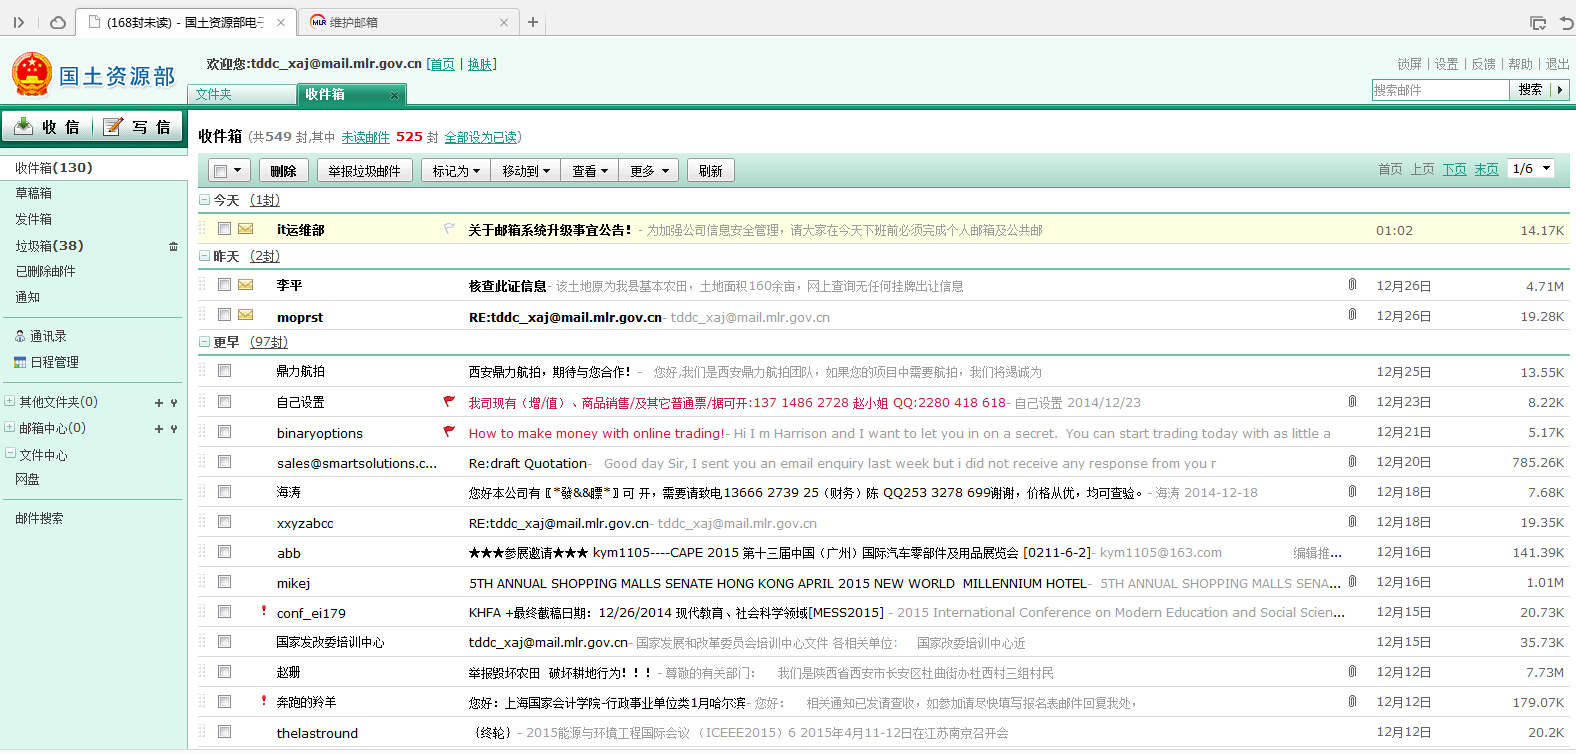 (168封未读) - 国土资源部电子
维护邮箱
国土资源部
欢迎您:tddc_xaj@mail.mlr.gov.cn [首页 | 换肤]
锁屏 | 设置 | 反馈 | 帮助 | 退出
文件夹
收件箱
搜索邮件
搜索
收 信
写 信
收件箱(130)
草稿箱
发件箱
垃圾箱(38)
已删除邮件
通知
通讯录
日程管理
其他文件夹(0)
邮箱中心(0)
文件中心
网盘
邮件搜索
收件箱 (共549 封,其中 未读邮件 525 封 全部设为已读)
删除 举报垃圾邮件 标记为 移动到 查看 更多 刷新
首页 上页 下页 末页 1/6
今天 (1封)
it运维部 关于邮箱系统升级事宜公告! - 为加强公司信息安全管理，请大家在今天下班前必须完成个人邮箱及公共邮 01:02 14.17K
昨天 (2封)
李平 核查此证信息- 该土地原为我县基本农田，土地面积160余亩，网上查询无任何挂牌出让信息 12月26日 4.71M
moprst RE:tddc_xaj@mail.mlr.gov.cn- tddc_xaj@mail.mlr.gov.cn 12月26日 19.28K
更早 (97封)
鼎力航拍 西安鼎力航拍，期待与您合作! - 您好,我们是西安鼎力航拍团队，如果您的项目中需要航拍，我们将竭诚为 12月25日 13.55K
自己设置 我司现有（增/值）、商品销售/及其它普通票/据可开:137 1486 2728 赵小姐 QQ:2280 418 618- 自己设置 2014/12/23 12月23日 8.22K
binaryoptions How to make money with online trading!- Hi I m Harrison and I want to let you in on a secret. You can start trading today with as little a 12月21日 5.17K
sales@smartsolutions.c... Re:draft Quotation- Good day Sir, I sent you an email enquiry last week but i did not receive any response from you r 12月20日 785.26K
海涛 您好本公司有〖*發&&瞟*〗可 开，需要请致电13666 2739 25（财务）陈 QQ253 3278 699谢谢，价格从优，均可查验。- 海涛 2014-12-18 12月18日 7.68K
xxyzabcc RE:tddc_xaj@mail.mlr.gov.cn- tddc_xaj@mail.mlr.gov.cn 12月18日 19.35K
abb ★★★参展邀请★★★ kym1105----CAPE 2015 第十三届中国（广州）国际汽车零部件及用品展览会 [0211-6-2]- kym1105@163.com 编辑推... 12月16日 141.39K
mikej 5TH ANNUAL SHOPPING MALLS SENATE HONG KONG APRIL 2015 NEW WORLD MILLENNIUM HOTEL- 5TH ANNUAL SHOPPING MALLS SENA... 12月16日 1.01M
conf_ei179 KHFA +最终截稿日期：12/26/2014 现代教育、社会科学领域[MESS2015] - 2015 International Conference on Modern Education and Social Scien... 12月15日 20.73K
国家发改委培训中心 tddc_xaj@mail.mlr.gov.cn- 国家发展和改革委员会培训中心文件 各相关单位： 国家改委培训中心近 12月15日 35.73K
赵珊 举报毁坏农田 破坏耕地行为！！！- 尊敬的有关部门： 我们是陕西省西安市长安区杜曲街办杜西村三组村民 12月12日 7.73M
奔跑的羚羊 您好：上海国家会计学院-行政事业单位类1月哈尔滨- 您好： 相关通知已发请查收，如参加请尽快填写报名表邮件回复我处， 12月12日 179.07K
thelastround ｛终轮｝- 2015能源与环境工程国际会议 （ICEEE2015）6 2015年4月11-12日在江苏南京召开会 12月12日 20.2K